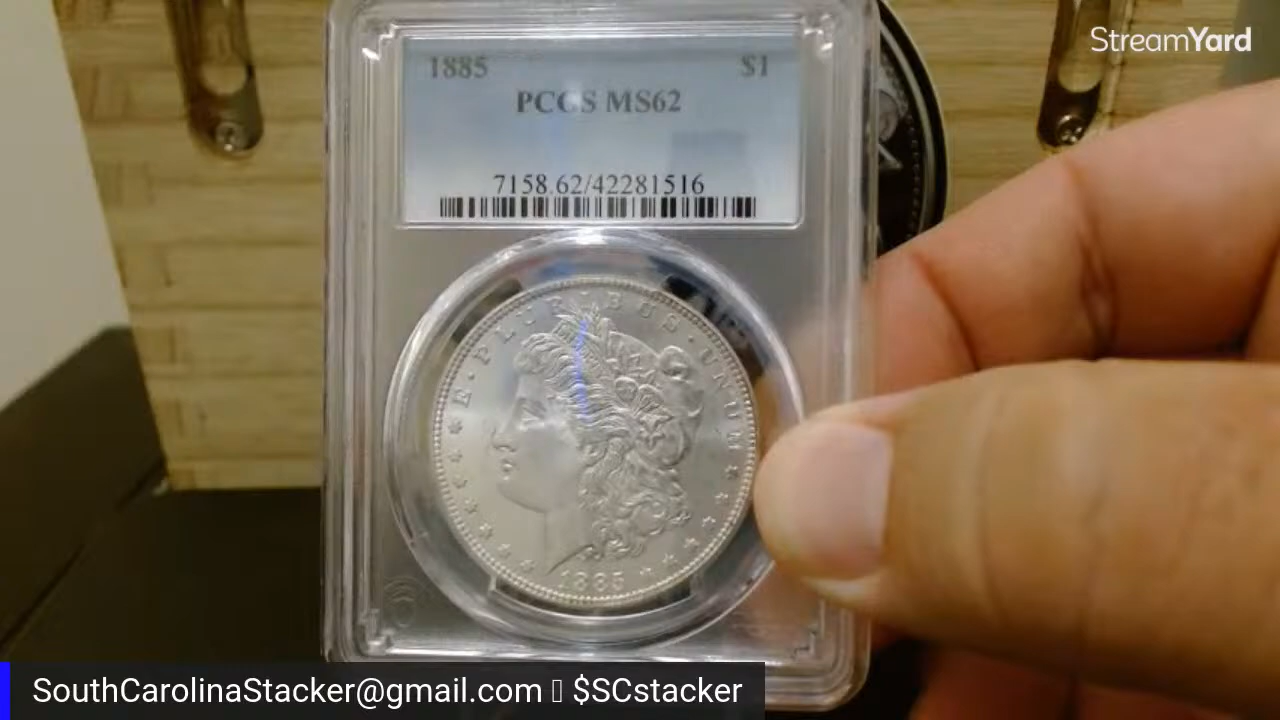 StreamYard
1885 $1
PCGS MS62
7158.62/42281516
E · PLURIBUS · UNUM
1885
SouthCarolinaStacker@gmail.com ▯ $SCstacker